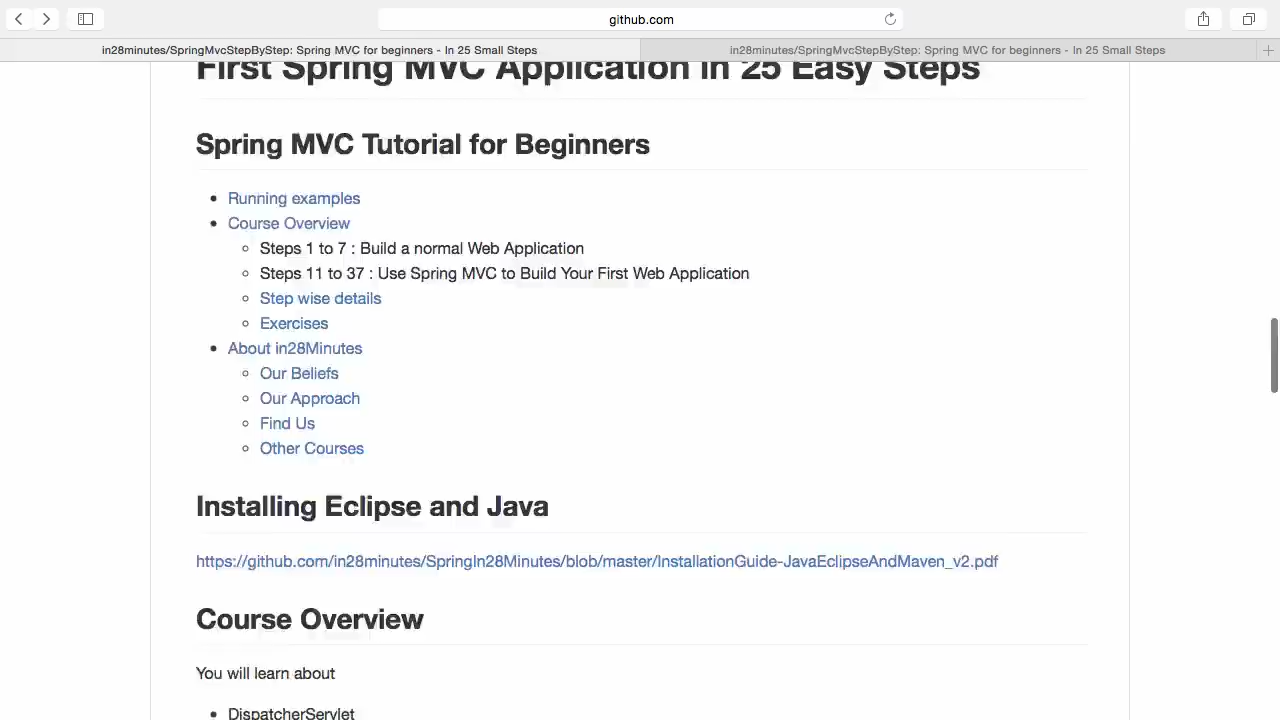 github.com
in28minutes/SpringMvcStepByStep: Spring MVC for beginners - In 25 Small Steps
in28minutes/SpringMvcStepByStep: Spring MVC for beginners - In 25 Small Steps
First Spring MVC Application in 25 Easy Steps
Spring MVC Tutorial for Beginners
Running examples
Course Overview
Steps 1 to 7 : Build a normal Web Application
Steps 11 to 37 : Use Spring MVC to Build Your First Web Application
Step wise details
Exercises
About in28Minutes
Our Beliefs
Our Approach
Find Us
Other Courses
Installing Eclipse and Java
https://github.com/in28minutes/SpringIn28Minutes/blob/master/InstallationGuide-JavaEclipseAndMaven_v2.pdf
Course Overview
You will learn about
DispatcherServlet